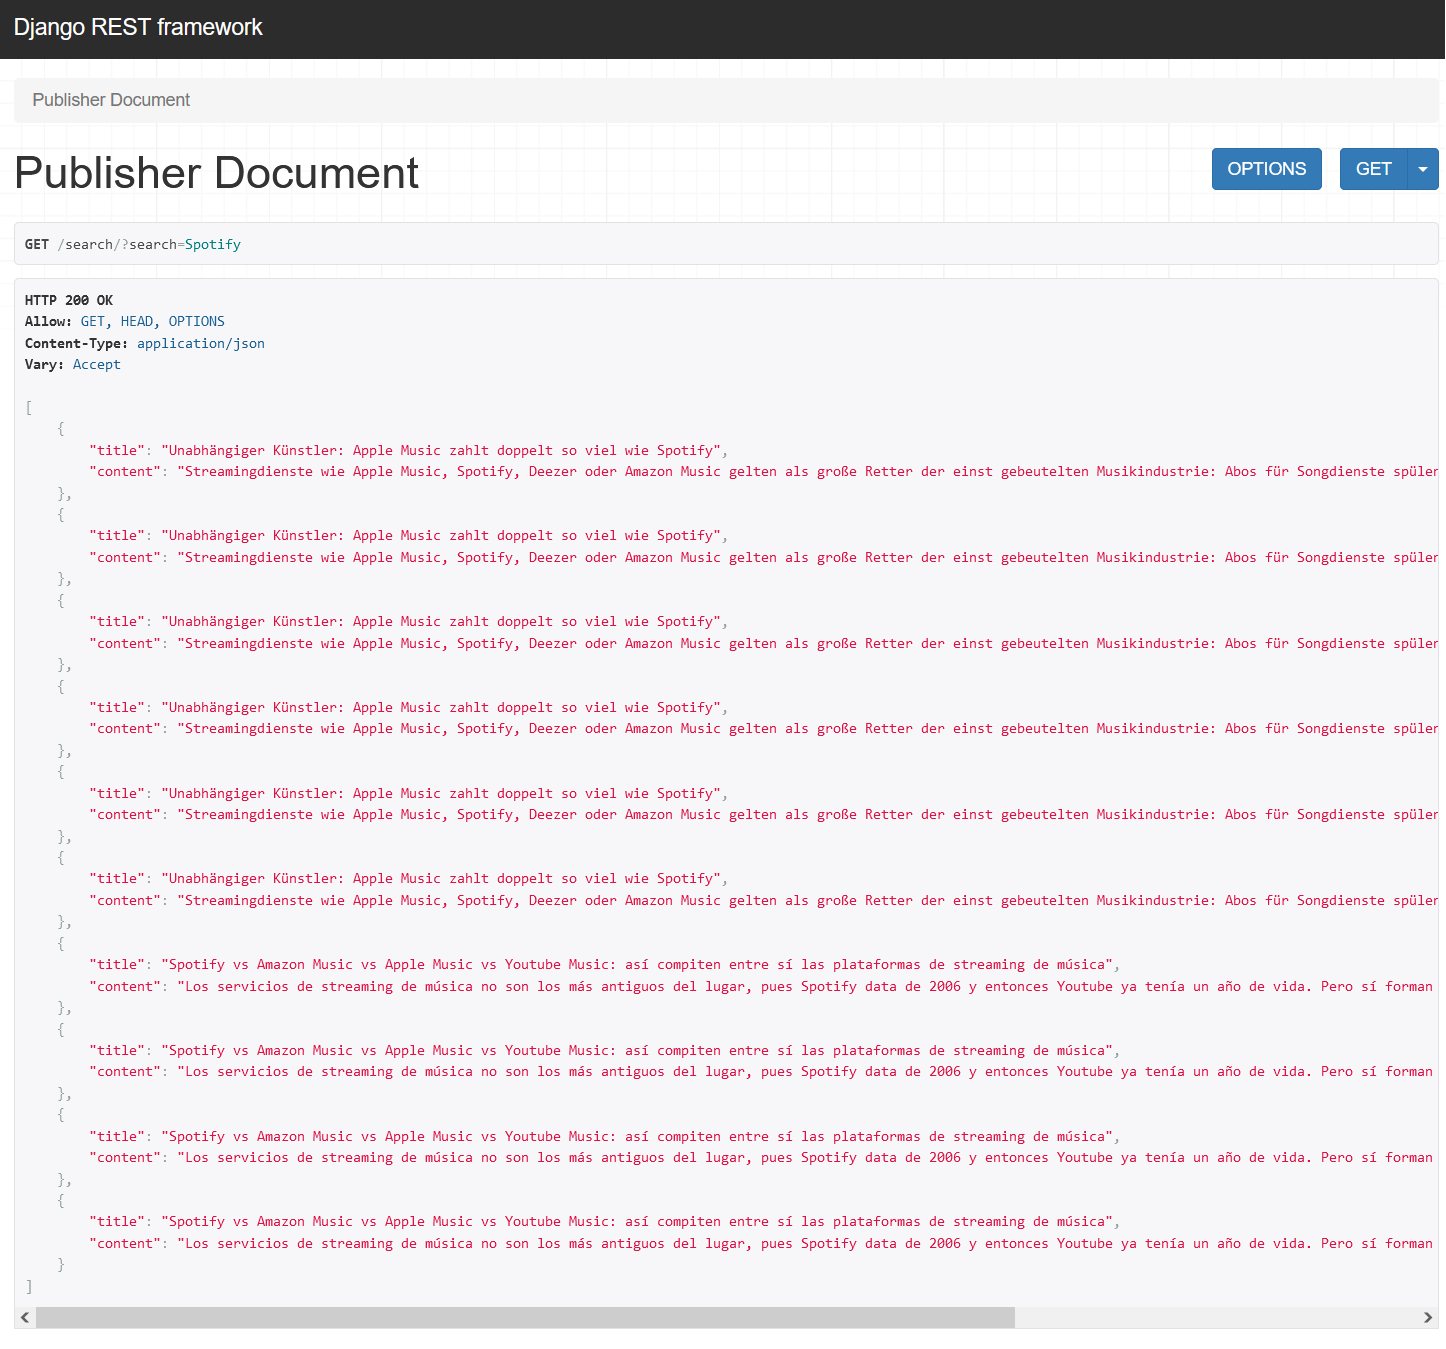 Django REST framework
Publisher Document
Publisher Document
OPTIONS
GET
GET /search/?search=Spotify
HTTP 200 OK
Allow: GET, HEAD, OPTIONS
Content-Type: application/json
Vary: Accept
[
{
"title": "Unabhängiger Künstler: Apple Music zahlt doppelt so viel wie Spotify",
"content": "Streamingdienste wie Apple Music, Spotify, Deezer oder Amazon Music gelten als große Retter der einst gebeutelten Musikindustrie: Abos für Songdienste spülen
},
{
"title": "Unabhängiger Künstler: Apple Music zahlt doppelt so viel wie Spotify",
"content": "Streamingdienste wie Apple Music, Spotify, Deezer oder Amazon Music gelten als große Retter der einst gebeutelten Musikindustrie: Abos für Songdienste spülen
},
{
"title": "Unabhängiger Künstler: Apple Music zahlt doppelt so viel wie Spotify",
"content": "Streamingdienste wie Apple Music, Spotify, Deezer oder Amazon Music gelten als große Retter der einst gebeutelten Musikindustrie: Abos für Songdienste spülen
},
{
"title": "Unabhängiger Künstler: Apple Music zahlt doppelt so viel wie Spotify",
"content": "Streamingdienste wie Apple Music, Spotify, Deezer oder Amazon Music gelten als große Retter der einst gebeutelten Musikindustrie: Abos für Songdienste spülen
},
{
"title": "Unabhängiger Künstler: Apple Music zahlt doppelt so viel wie Spotify",
"content": "Streamingdienste wie Apple Music, Spotify, Deezer oder Amazon Music gelten als große Retter der einst gebeutelten Musikindustrie: Abos für Songdienste spülen
},
{
"title": "Unabhängiger Künstler: Apple Music zahlt doppelt so viel wie Spotify",
"content": "Streamingdienste wie Apple Music, Spotify, Deezer oder Amazon Music gelten als große Retter der einst gebeutelten Musikindustrie: Abos für Songdienste spülen
},
{
"title": "Spotify vs Amazon Music vs Apple Music vs Youtube Music: así compiten entre sí las plataformas de streaming de música",
"content": "Los servicios de streaming de música no son los más antiguos del lugar, pues Spotify data de 2006 y entonces Youtube ya tenía un año de vida. Pero sí forman
},
{
"title": "Spotify vs Amazon Music vs Apple Music vs Youtube Music: así compiten entre sí las plataformas de streaming de música",
"content": "Los servicios de streaming de música no son los más antiguos del lugar, pues Spotify data de 2006 y entonces Youtube ya tenía un año de vida. Pero sí forman
},
{
"title": "Spotify vs Amazon Music vs Apple Music vs Youtube Music: así compiten entre sí las plataformas de streaming de música",
"content": "Los servicios de streaming de música no son los más antiguos del lugar, pues Spotify data de 2006 y entonces Youtube ya tenía un año de vida. Pero sí forman
},
{
"title": "Spotify vs Amazon Music vs Apple Music vs Youtube Music: así compiten entre sí las plataformas de streaming de música",
"content": "Los servicios de streaming de música no son los más antiguos del lugar, pues Spotify data de 2006 y entonces Youtube ya tenía un año de vida. Pero sí forman
}
]